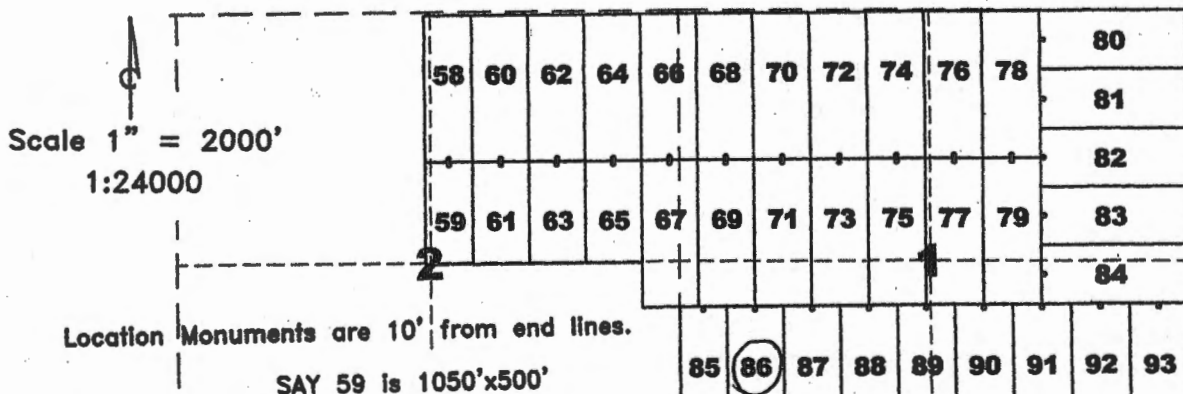 58 60 62 64 66 68 70 72 74 76 78 80
81
Scale 1” = 2000’
1:24000
82
59 61 63 65 67 69 71 73 75 77 79 83
2 1 84
Location Monuments are 10' from end lines.
SAY 59 is 1050'x500'
85 86 87 88 89 90 91 92 93